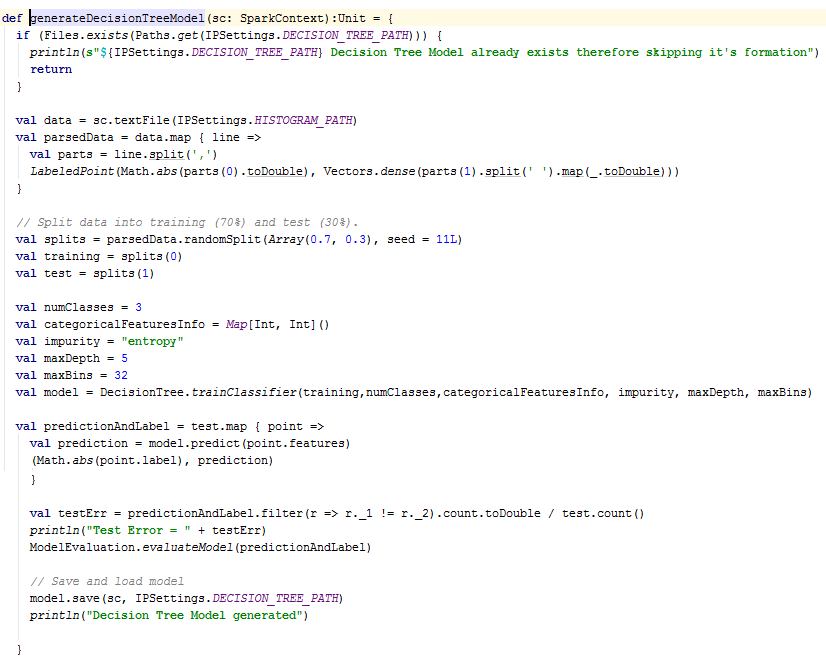 def generateDecisionTreeModel(sc: SparkContext):Unit = {
if (Files.exists(Paths.get(IPSettings.DECISION_TREE_PATH))) {
println(s"${IPSettings.DECISION_TREE_PATH} Decision Tree Model already exists therefore skipping it's formation")
return
}
val data = sc.textFile(IPSettings.HISTOGRAM_PATH)
val parsedData = data.map { line =>
val parts = line.split(',')
LabeledPoint(Math.abs(parts(0).toDouble), Vectors.dense(parts(1).split(' ').map(_.toDouble)))
}
// Split data into training (70%) and test (30%).
val splits = parsedData.randomSplit(Array(0.7, 0.3), seed = 11L)
val training = splits(0)
val test = splits(1)
val numClasses = 3
val categoricalFeaturesInfo = Map[Int, Int]()
val impurity = "entropy"
val maxDepth = 5
val maxBins = 32
val model = DecisionTree.trainClassifier(training,numClasses,categoricalFeaturesInfo, impurity, maxDepth, maxBins)
val predictionAndLabel = test.map { point =>
val prediction = model.predict(point.features)
(Math.abs(point.label), prediction)
}
val testErr = predictionAndLabel.filter(r => r._1 != r._2).count.toDouble / test.count()
println("Test Error = " + testErr)
ModelEvaluation.evaluateModel(predictionAndLabel)
// Save and load model
model.save(sc, IPSettings.DECISION_TREE_PATH)
println("Decision Tree Model generated")
}